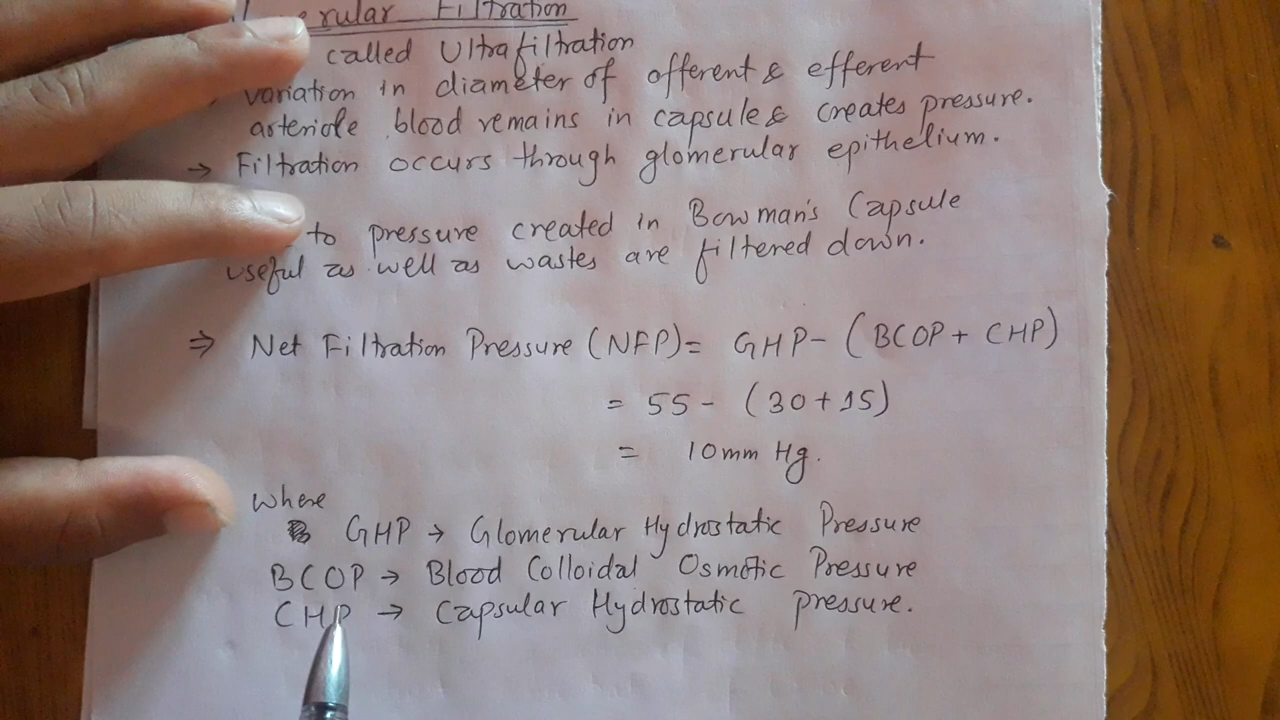 Filtration
called Ultrafiltration
variation in diameter of afferent & efferent
arteriole blood remains in capsule & creates pressure.
→ Filtration occurs through glomerular epithelium.
to pressure created in Bowman's Capsule
useful as well as wastes are filtered down.
⇒ Net Filtration Pressure (NFP) = GHP - (BCOP + CHP)
= 55 - (30+15)
= 10mm Hg.
Where
GHP → Glomerular Hydrostatic Pressure
BCOP → Blood Colloidal Osmotic Pressure
CHP → Capsular Hydrostatic pressure.